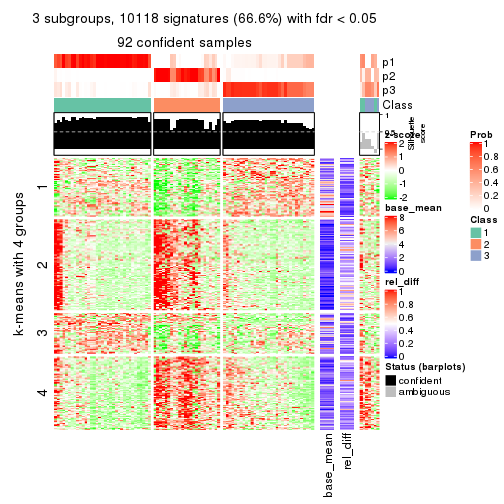 3 subgroups, 10118 signatures (66.6%) with fdr < 0.05
92 confident samples
p1
p2
p3
Class
1
0.5
Silhouette
score
k-means with 4 groups
1
2
3
4
base_mean
rel_diff
z-score
2
1
0
-1
-2
base_mean
8
6
4
2
0
rel_diff
1
0.8
0.6
0.4
0.2
0
Status (barplots)
confident
ambiguous
Prob
1
0.8
0.6
0.4
0.2
0
Class
1
2
3